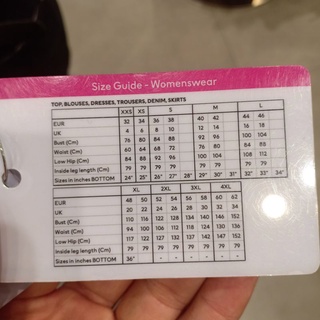 Size Guide - Womenswear
TOP, BLOUSES, DRESSES, TROUSERS, DENIM, SKIRTS
XXS XS S M L
EUR 32 34 36 38 40 42 44 46
UK 4 6 8 10 12 14 16 18
Bust (Cm) 76 80 84 88 92 96 100 104
Waist (Cm) 60 64 68 72 76 80 84 88
Low Hip (Cm) 84 88 92 96 100 104 108
Inside leg length (Cm) 79 79 79 79 79 79 79 79
Sizes in inches BOTTOM 24" 25" 26" 27" 28" 29" 30" 31" 32" 32" 34"
XL 2XL 3XL 4XL
EUR 48 50 52 54 56 58 60 62
UK 20 22 24 26 28 30 32 34
Bust (Cm) 110 116 122 128 134 140 146 152
Waist (Cm) 94 100 106 112 118 124 130 136
Low Hip (Cm) 117 122 127 132 137 142 147 152
Inside leg (Cm) 79 79 79 79 79 79 79 79
Sizes in inches BOTTOM 36" - - - - - -